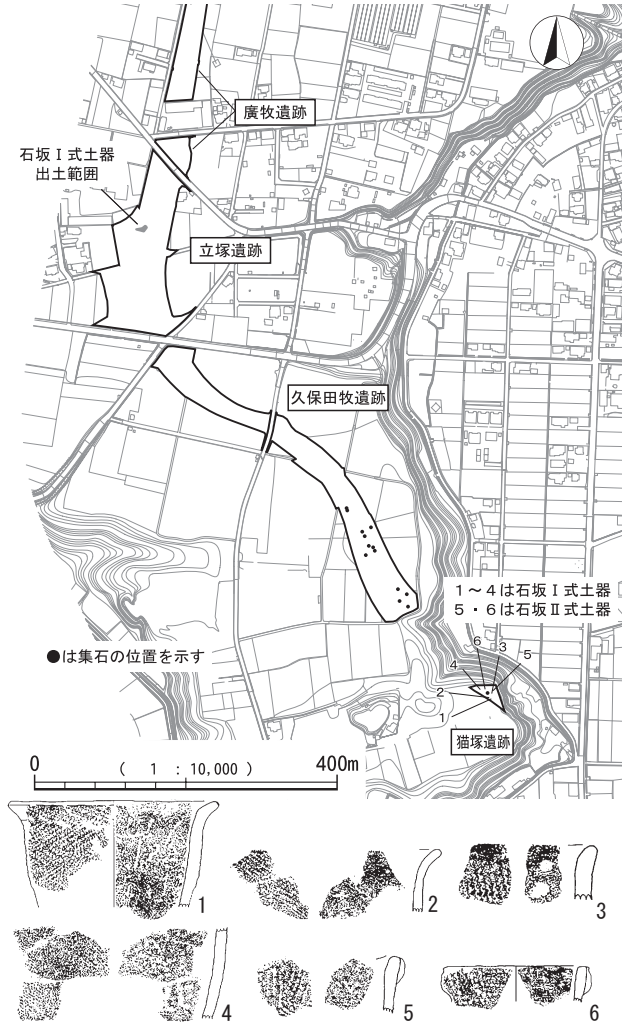 廣牧遺跡
石坂Ⅰ式土器
出土範囲
立塚遺跡
久保田牧遺跡
1～4は石坂Ⅰ式土器
5・6は石坂Ⅱ式土器
●は集石の位置を示す
6 3
4 5
2
1
猫塚遺跡
0 ( 1 : 10,000 ) 400m
1 2 3
4 5 6